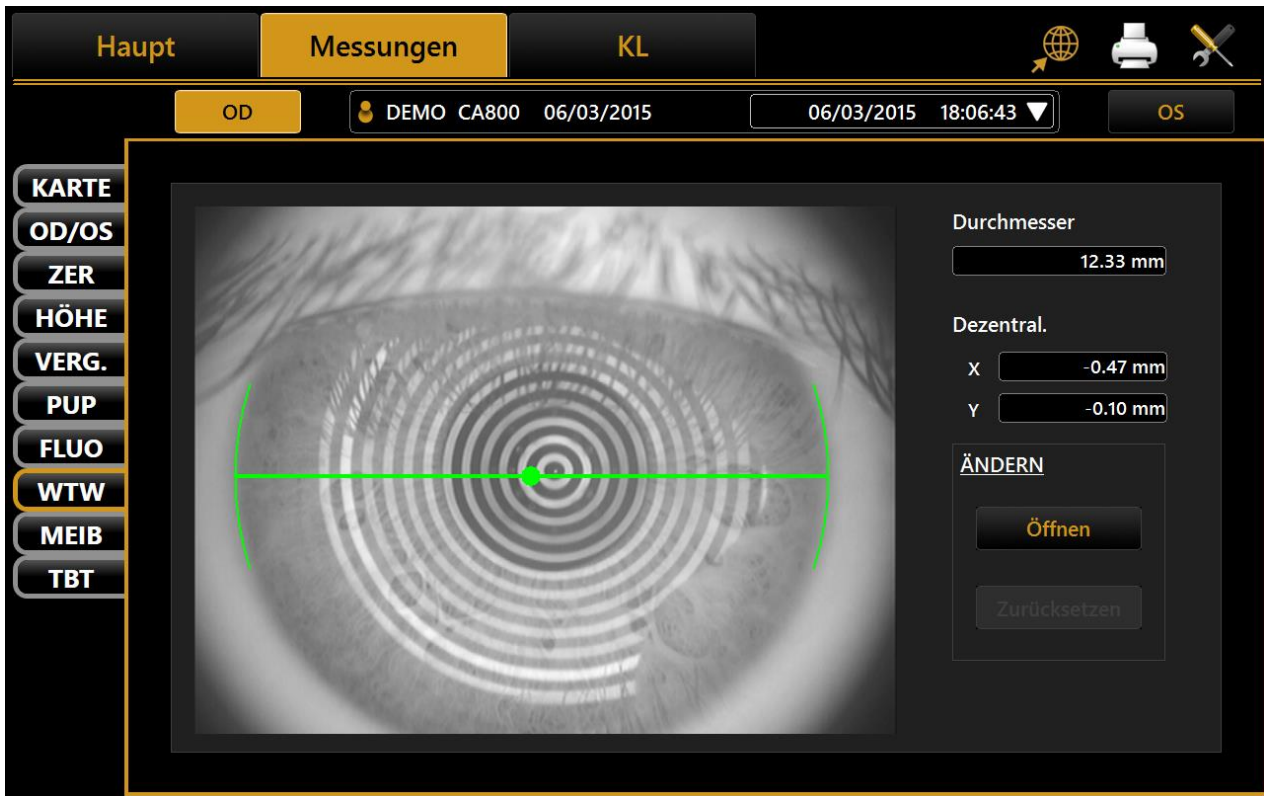 Haupt Messungen KL
OD DEMO CA800 06/03/2015 06/03/2015 18:06:43 OS
KARTE
OD/OS
ZER
HÖHE
VERG.
PUP
FLUO
WTW
MEIB
TBT
Durchmesser
12.33 mm
Dezentral.
X -0.47 mm
Y -0.10 mm
ÄNDERN
Öffnen
Zurücksetzen